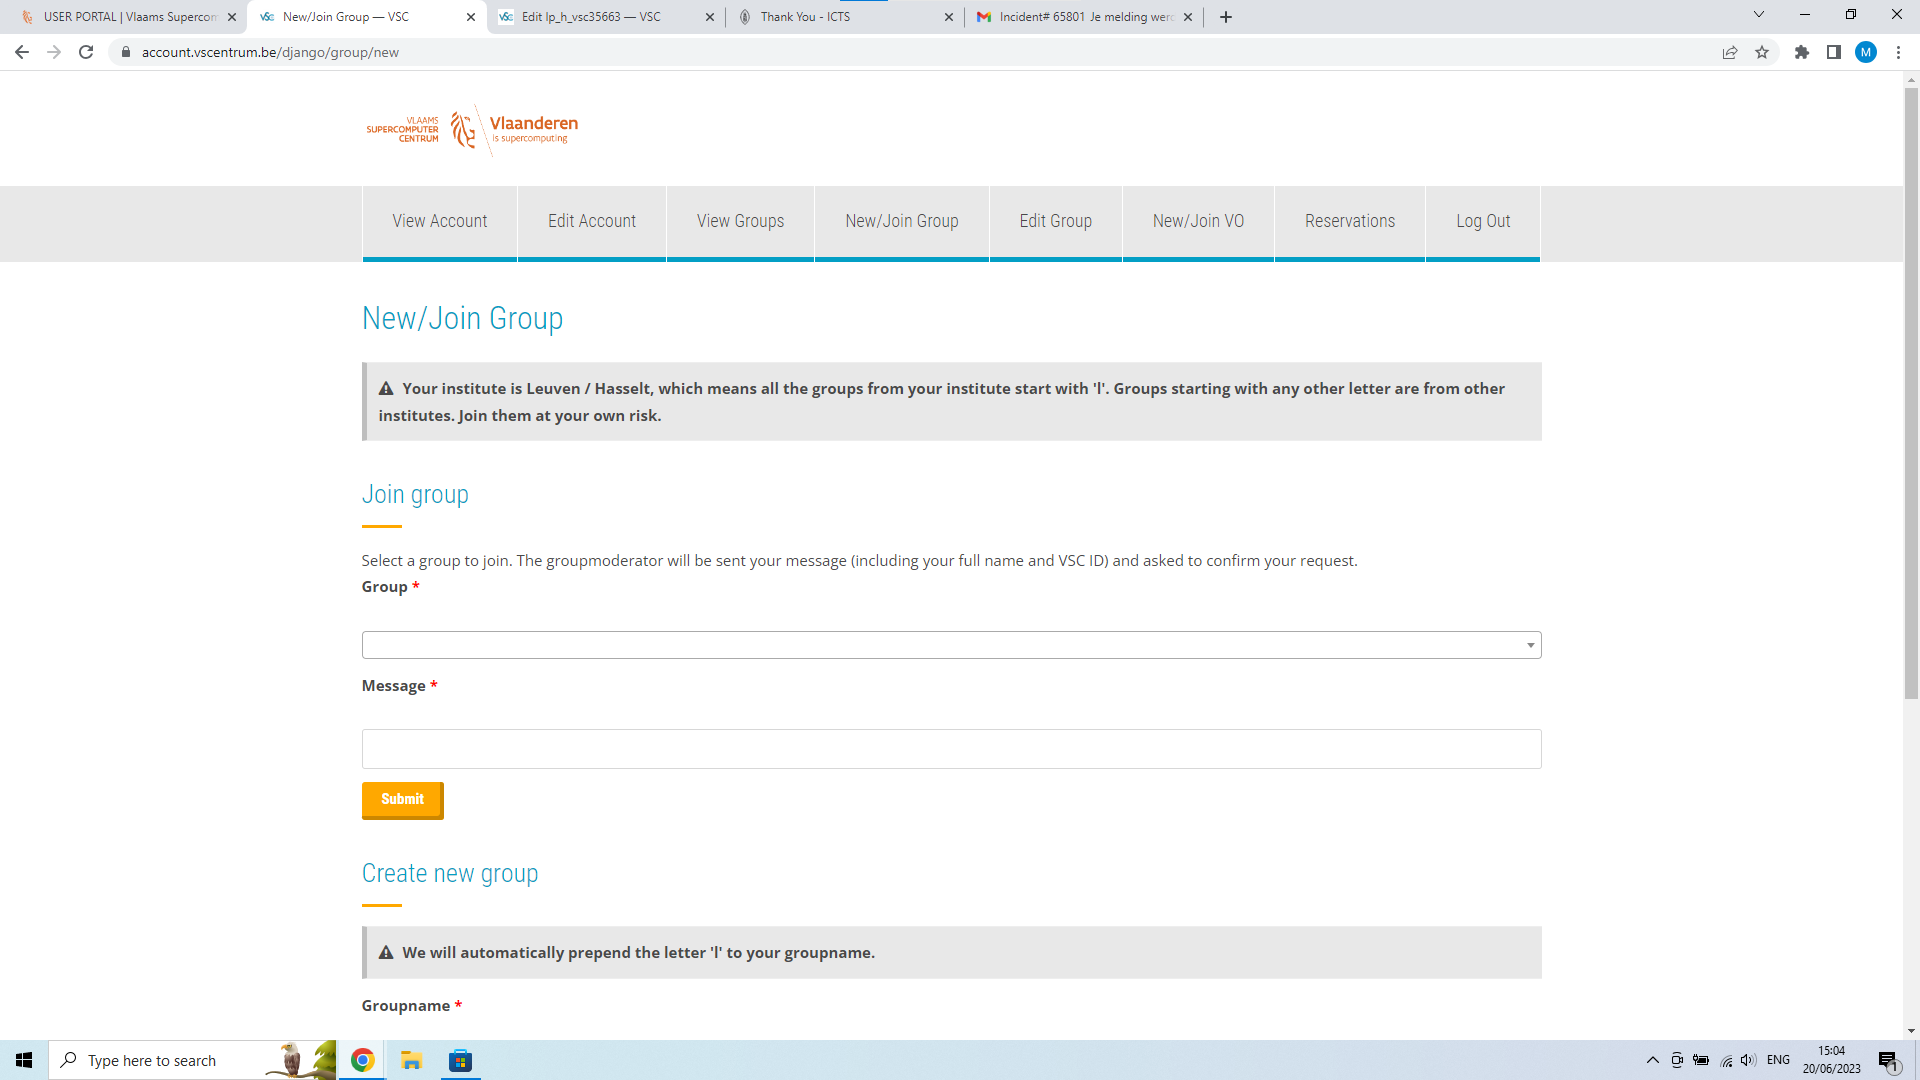 USER PORTAL | Vlaams Supercom
New/Join Group — VSC
Edit lp_h_vsc35663 — VSC
Thank You - ICTS
Incident# 65801 Je melding werd
account.vscentrum.be/django/group/new
M
VLAAMS
SUPERCOMPUTER
CENTRUM
Vlaanderen
is supercomputing
View Account
Edit Account
View Groups
New/Join Group
Edit Group
New/Join VO
Reservations
Log Out
New/Join Group
Your institute is Leuven / Hasselt, which means all the groups from your institute start with 'l'. Groups starting with any other letter are from other
institutes. Join them at your own risk.
Join group
Select a group to join. The groupmoderator will be sent your message (including your full name and VSC ID) and asked to confirm your request.
Group *
Message *
Submit
Create new group
We will automatically prepend the letter 'l' to your groupname.
Groupname *
Type here to search
ENG
15:04
20/06/2023
1